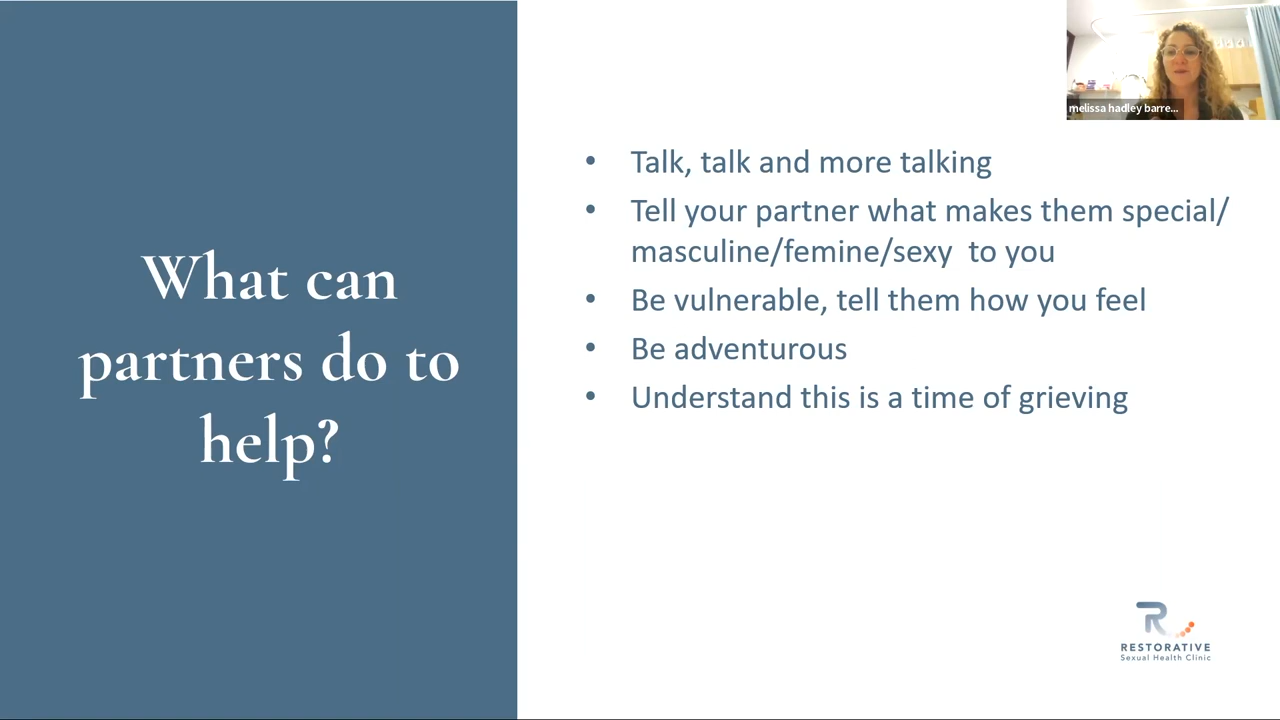 melissa hadley barre...
What can
partners do to
help?
• Talk, talk and more talking
• Tell your partner what makes them special/
masculine/femine/sexy  to you
• Be vulnerable, tell them how you feel
• Be adventurous
• Understand this is a time of grieving
RESTORATIVE
Sexual Health Clinic